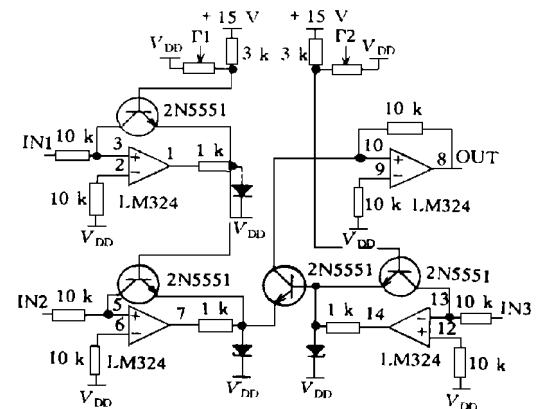 + 15 V
+ 15 V
V_DD
Γ1
3 k
3 k
Γ2
V_DD
2N5551
10 k
IN1
10 k
3
+
1
1 k
2
−
10 k
LM324
V_DD
V_DD
10
+
8
OUT
9
−
10 k
LM324
V_DD
2N5551
2N5551
2N5551
IN2
10 k
5
+
7
1 k
6
−
10 k
LM324
V_DD
V_DD
1 k
14
13
−
10 k
IN3
12
+
10 k
LM324
V_DD
V_DD